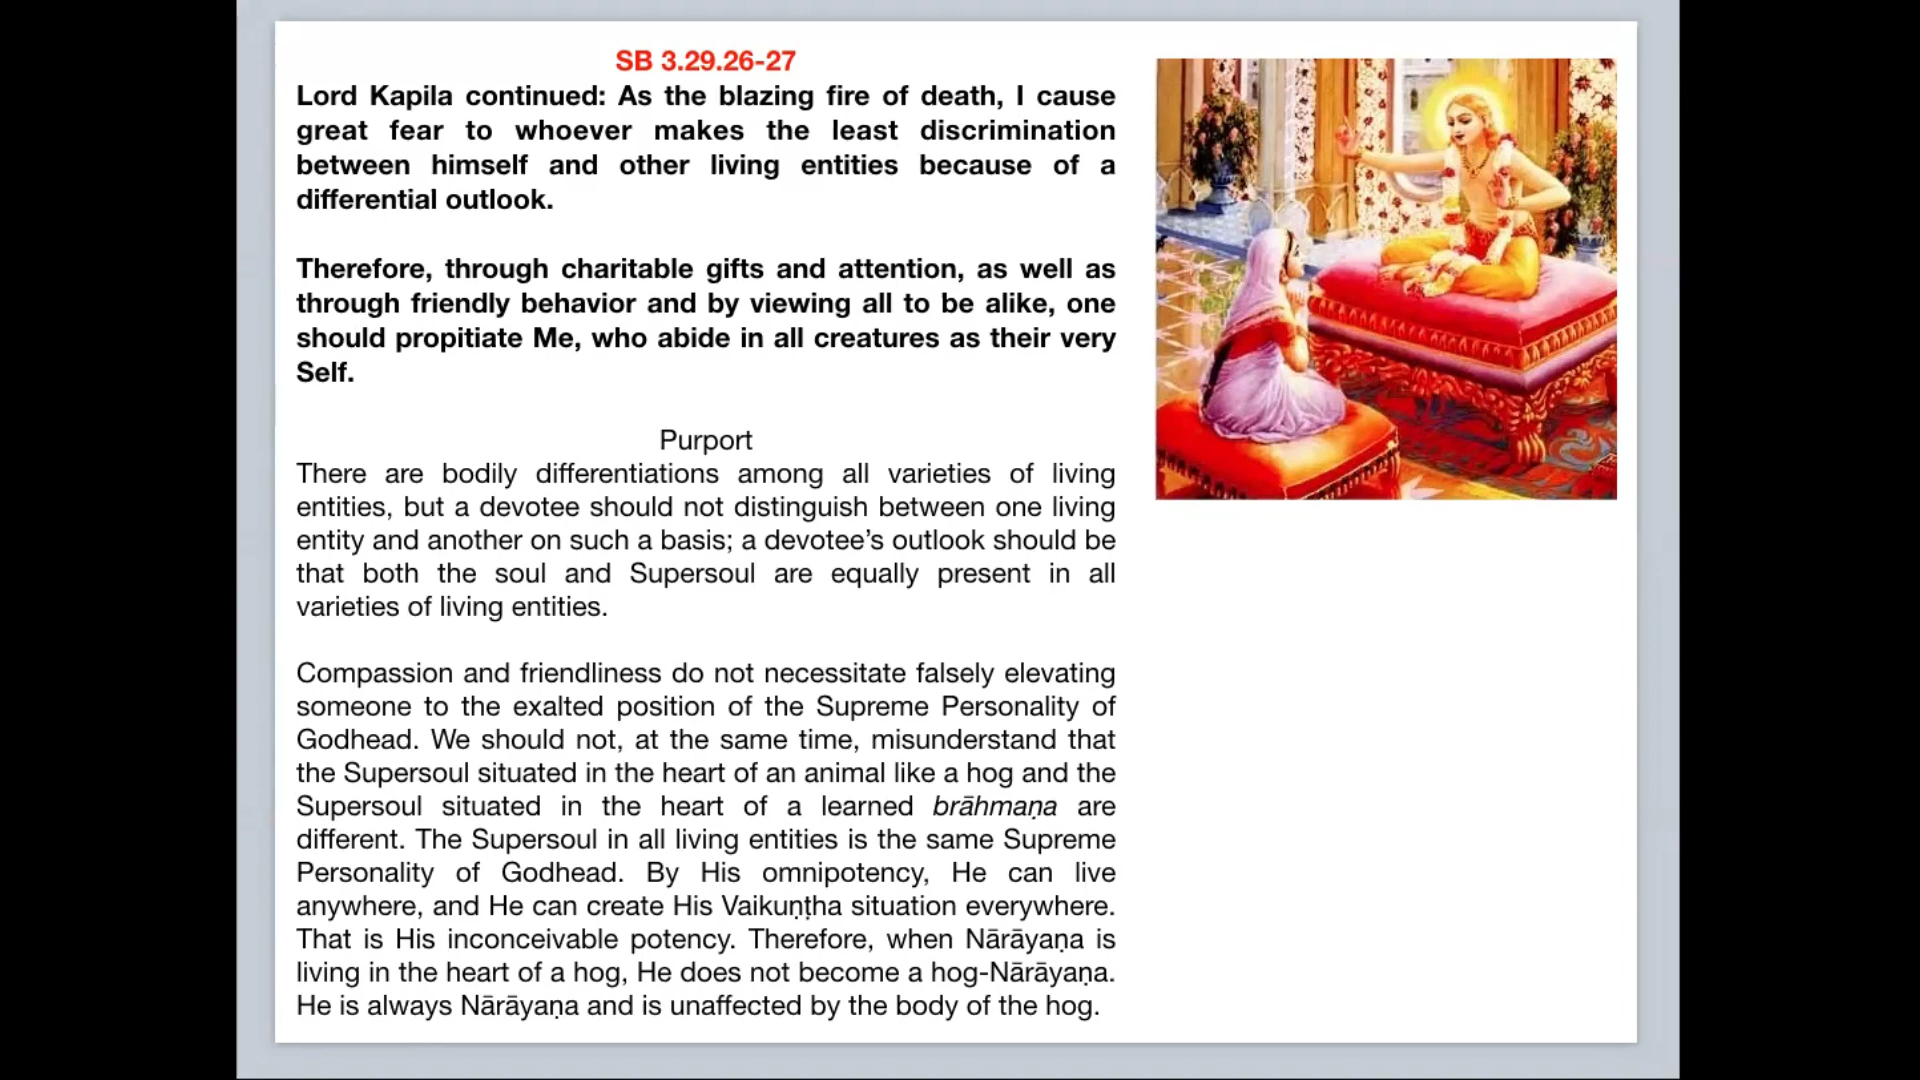 SB 3.29.26-27
Lord Kapila continued: As the blazing fire of death, I cause
great fear to whoever makes the least discrimination
between himself and other living entities because of a
differential outlook.
Therefore, through charitable gifts and attention, as well as
through friendly behavior and by viewing all to be alike, one
should propitiate Me, who abide in all creatures as their very
Self.
Purport
There are bodily differentiations among all varieties of living
entities, but a devotee should not distinguish between one living
entity and another on such a basis; a devotee’s outlook should be
that both the soul and Supersoul are equally present in all
varieties of living entities.
Compassion and friendliness do not necessitate falsely elevating
someone to the exalted position of the Supreme Personality of
Godhead. We should not, at the same time, misunderstand that
the Supersoul situated in the heart of an animal like a hog and the
Supersoul situated in the heart of a learned brāhmaṇa are
different. The Supersoul in all living entities is the same Supreme
Personality of Godhead. By His omnipotency, He can live
anywhere, and He can create His Vaikuṇṭha situation everywhere.
That is His inconceivable potency. Therefore, when Nārāyaṇa is
living in the heart of a hog, He does not become a hog-Nārāyaṇa.
He is always Nārāyaṇa and is unaffected by the body of the hog.